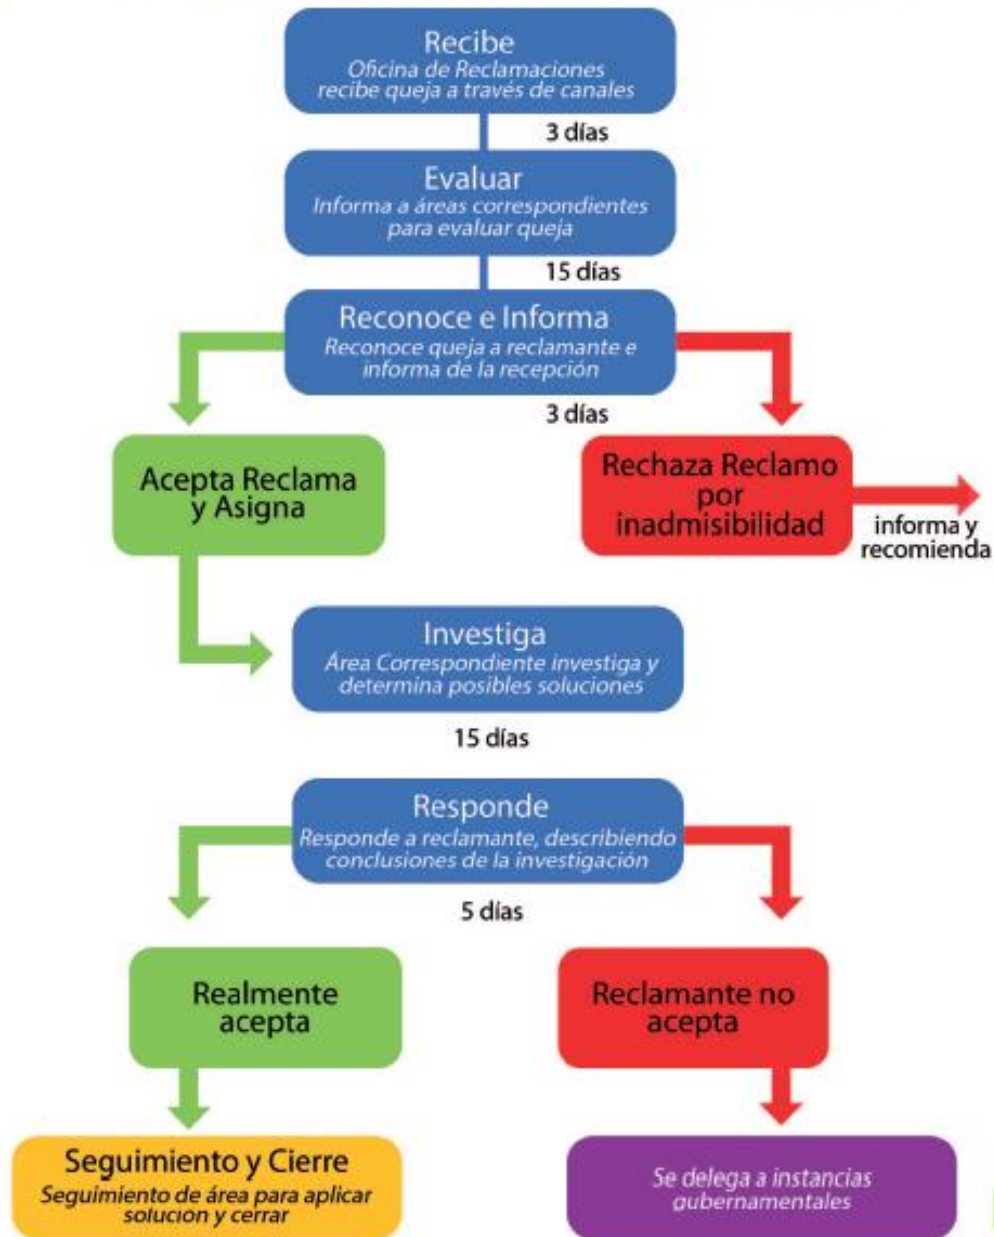 Recibe
Oficina de Reclamaciones
recibe queja a través de canales
3 días
Evaluar
Informa a áreas correspondientes
para evaluar queja
15 días
Reconoce e Informa
Reconoce queja a reclamante e
informa de la recepción
3 días
Acepta Reclama
y Asigna
Rechaza Reclamo
por
inadmisibilidad
informa y
recomienda
Investiga
Área Correspondiente investiga y
determina posibles soluciones
15 días
Responde
Responde a reclamante, describiendo
conclusiones de la investigación
5 días
Realmente
acepta
Reclamante no
acepta
Seguimiento y Cierre
Seguimiento de área para aplicar
solución y cerrar
Se delega a instancias
gubernamentales